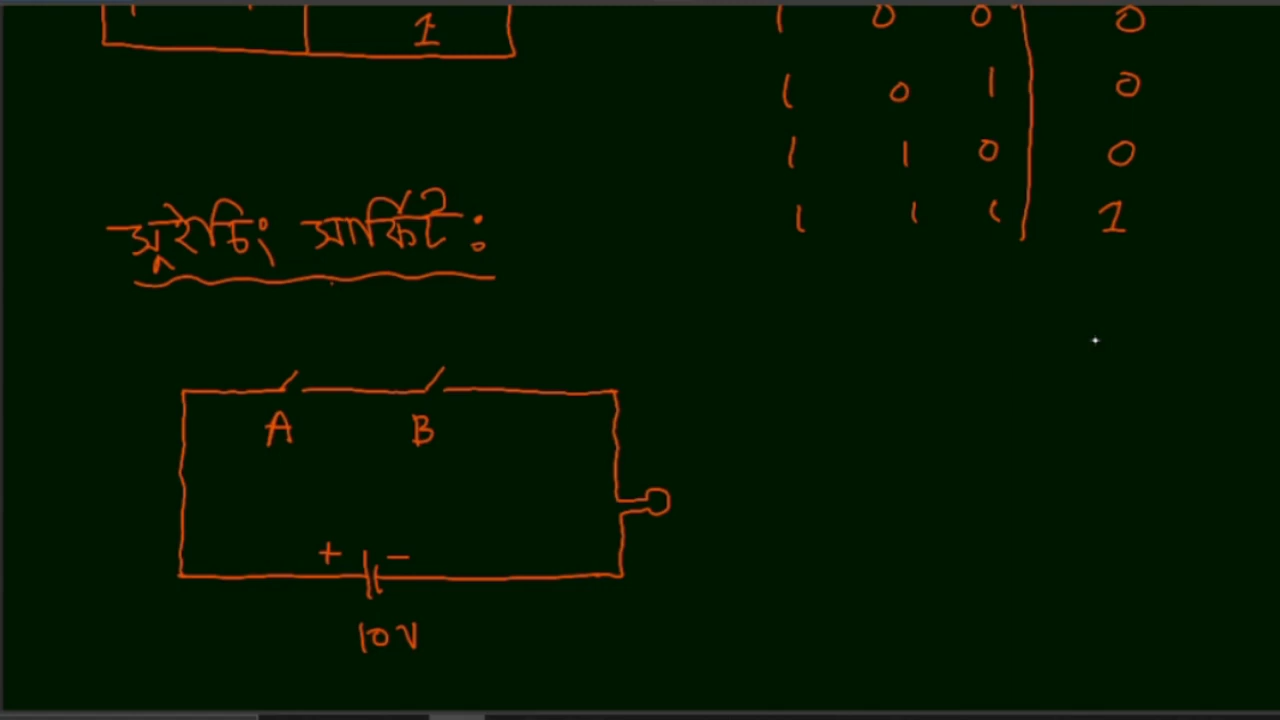 1
1 0 0 0
1 0 1 0
1 1 0 0
1 1 1 1
সুইচিং সার্কিট :
A B
+ -
10V